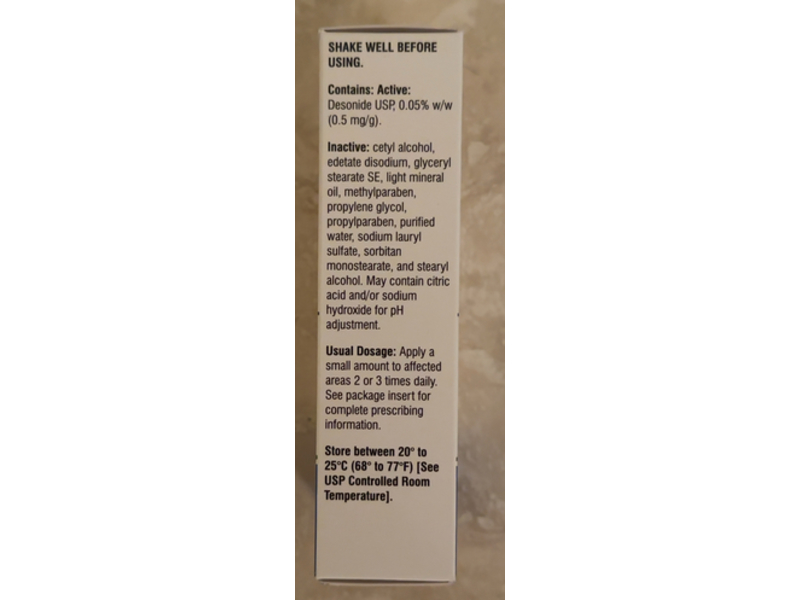 SHAKE WELL BEFORE
USING.
Contains: Active:
Desonide USP, 0.05% w/w
(0.5 mg/g).
Inactive: cetyl alcohol,
edetate disodium, glyceryl
stearate SE, light mineral
oil, methylparaben,
propylene glycol,
propylparaben, purified
water, sodium lauryl
sulfate, sorbitan
monostearate, and stearyl
alcohol. May contain citric
acid and/or sodium
hydroxide for pH
adjustment.
Usual Dosage: Apply a
small amount to affected
areas 2 or 3 times daily.
See package insert for
complete prescribing
information.
Store between 20° to
25°C (68° to 77°F) [See
USP Controlled Room
Temperature].